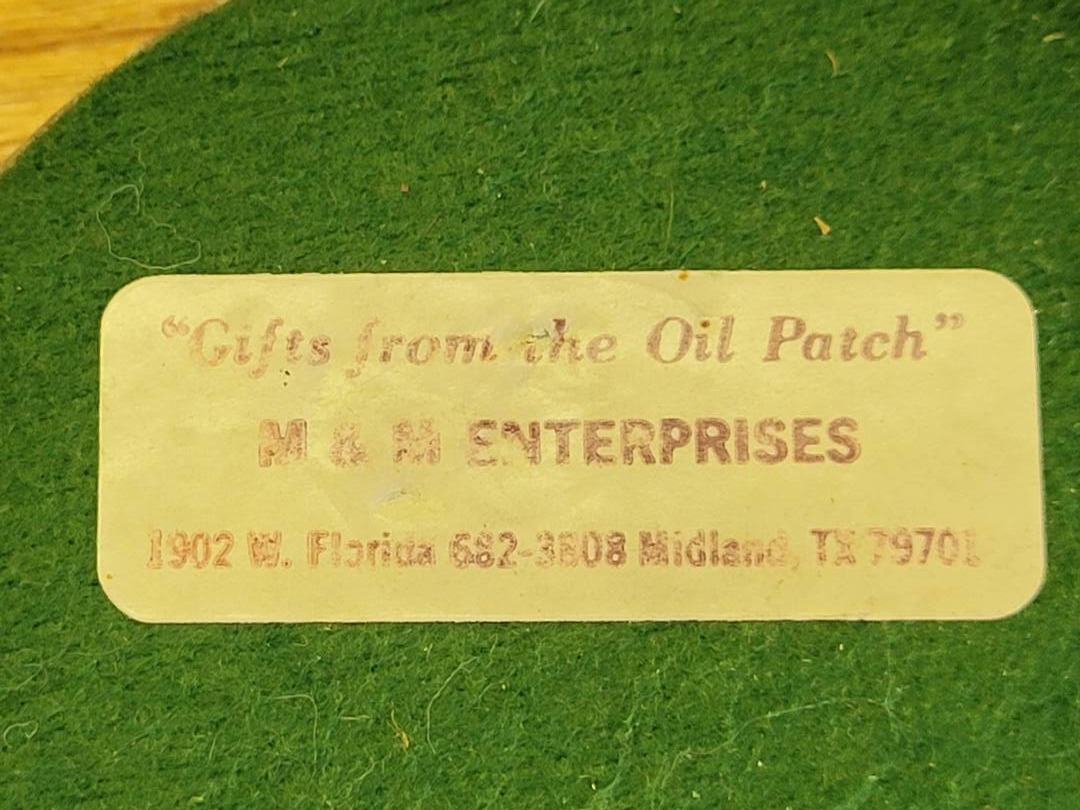 “Gifts from the Oil Patch”
M & M ENTERPRISES
1902 W. Florida 682-3808 Midland, TX 79701